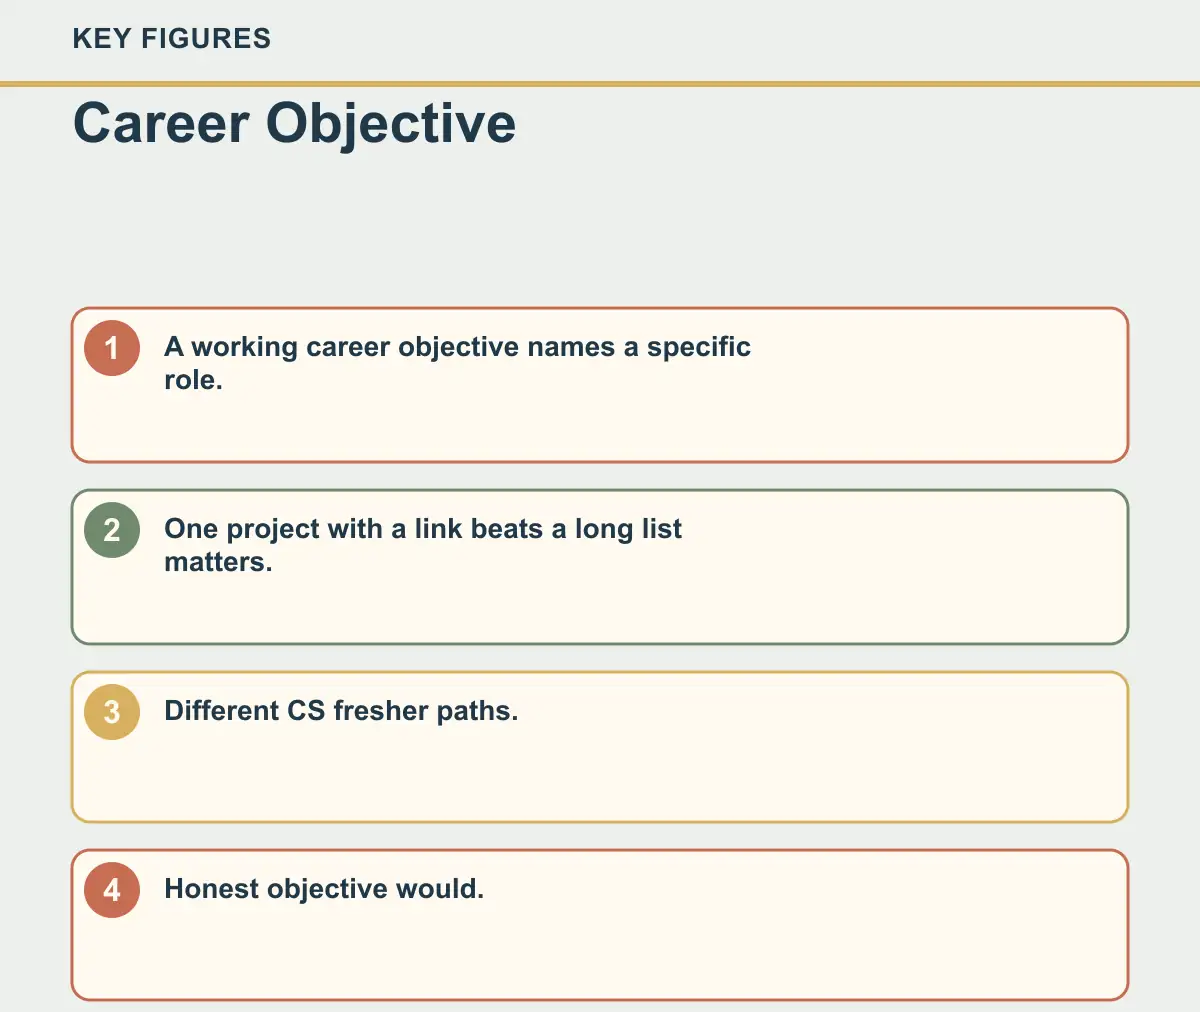 KEY FIGURES
Career Objective
1
A working career objective names a specific
role.
2
One project with a link beats a long list
matters.
3
Different CS fresher paths.
4
Honest objective would.